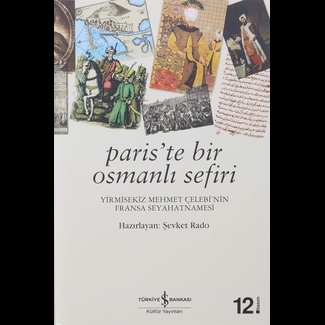 paris'te bir
osmanlı sefiri
YİRMİSEKİZ MEHMET ÇELEBİ'NİN
FRANSA SEYAHATNAMESİ
Hazırlayan: Şevket Rado
TÜRKİYE İŞ BANKASI
Kültür Yayınları
12.
Basım